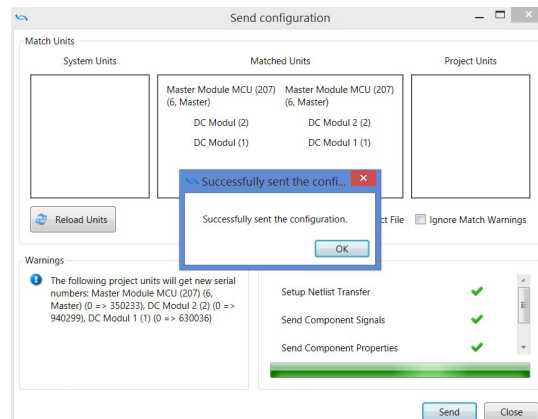 Send configuration
Match Units
System Units
Matched Units
Project Units
Master Module MCU (207) Master Module MCU (207)
(6, Master) (6, Master)
DC Modul (2) DC Modul 2 (2)
DC Modul (1) DC Modul 1 (1)
Successfully sent the confi...
Successfully sent the configuration.
OK
Reload Units
ct File
Ignore Match Warnings
Warnings
The following project units will get new serial
numbers: Master Module MCU (207) (6,
Master) (0 => 350233), DC Modul 2 (2) (0 =>
940299), DC Modul 1 (1) (0 => 630036)
Setup Netlist Transfer
Send Component Signals
Send Component Properties
Send
Close